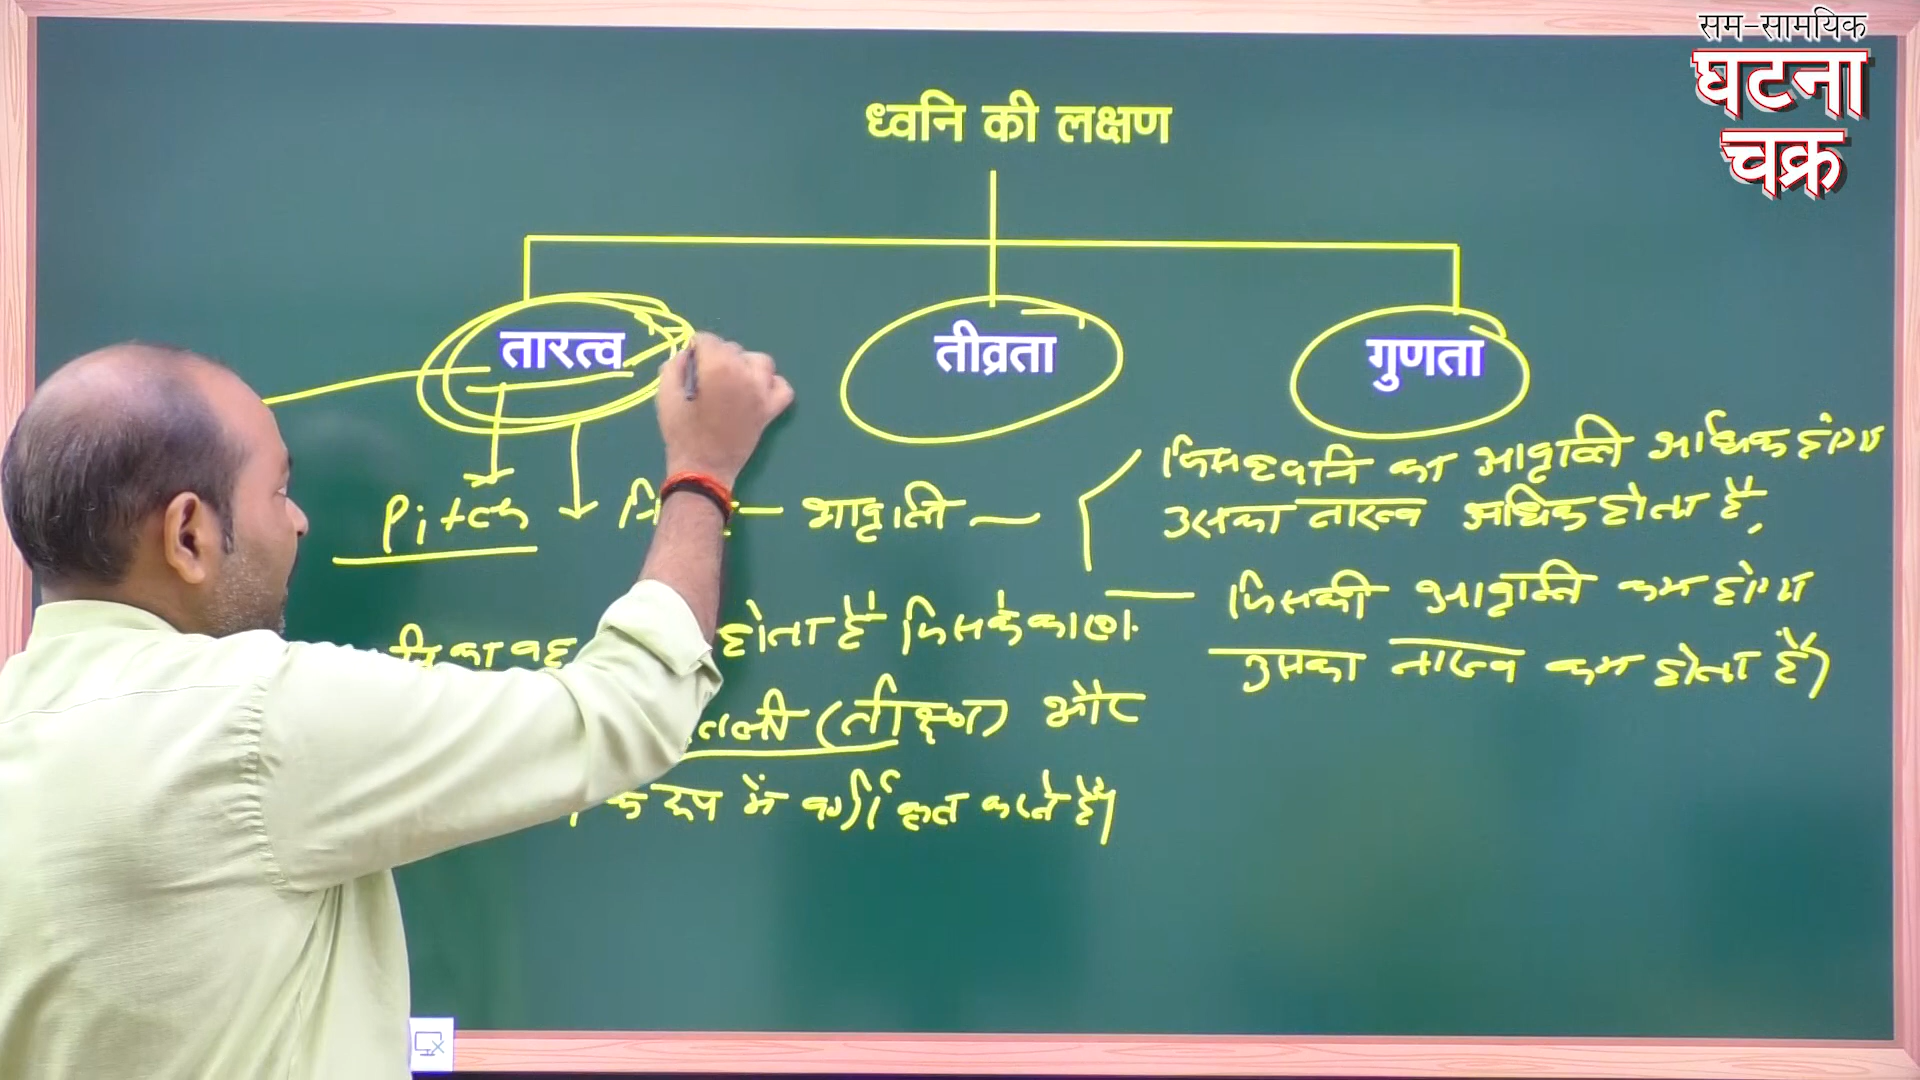 सम-सामयिक
घटना
चक्र
ध्वनि की लक्षण
तारत्व
तीव्रता
गुणता
Pitch
आवृत्ति
जिस ध्वनि का आवृत्ति अधिक होगा
उसका तारत्व अधिक होता है,
जिसकी आवृत्ति कम होगा
उसका तारत्व कम होता है।
का वह होता है जिसके कारण
(तीक्ष्ण) और
के रूप में करते हैं।